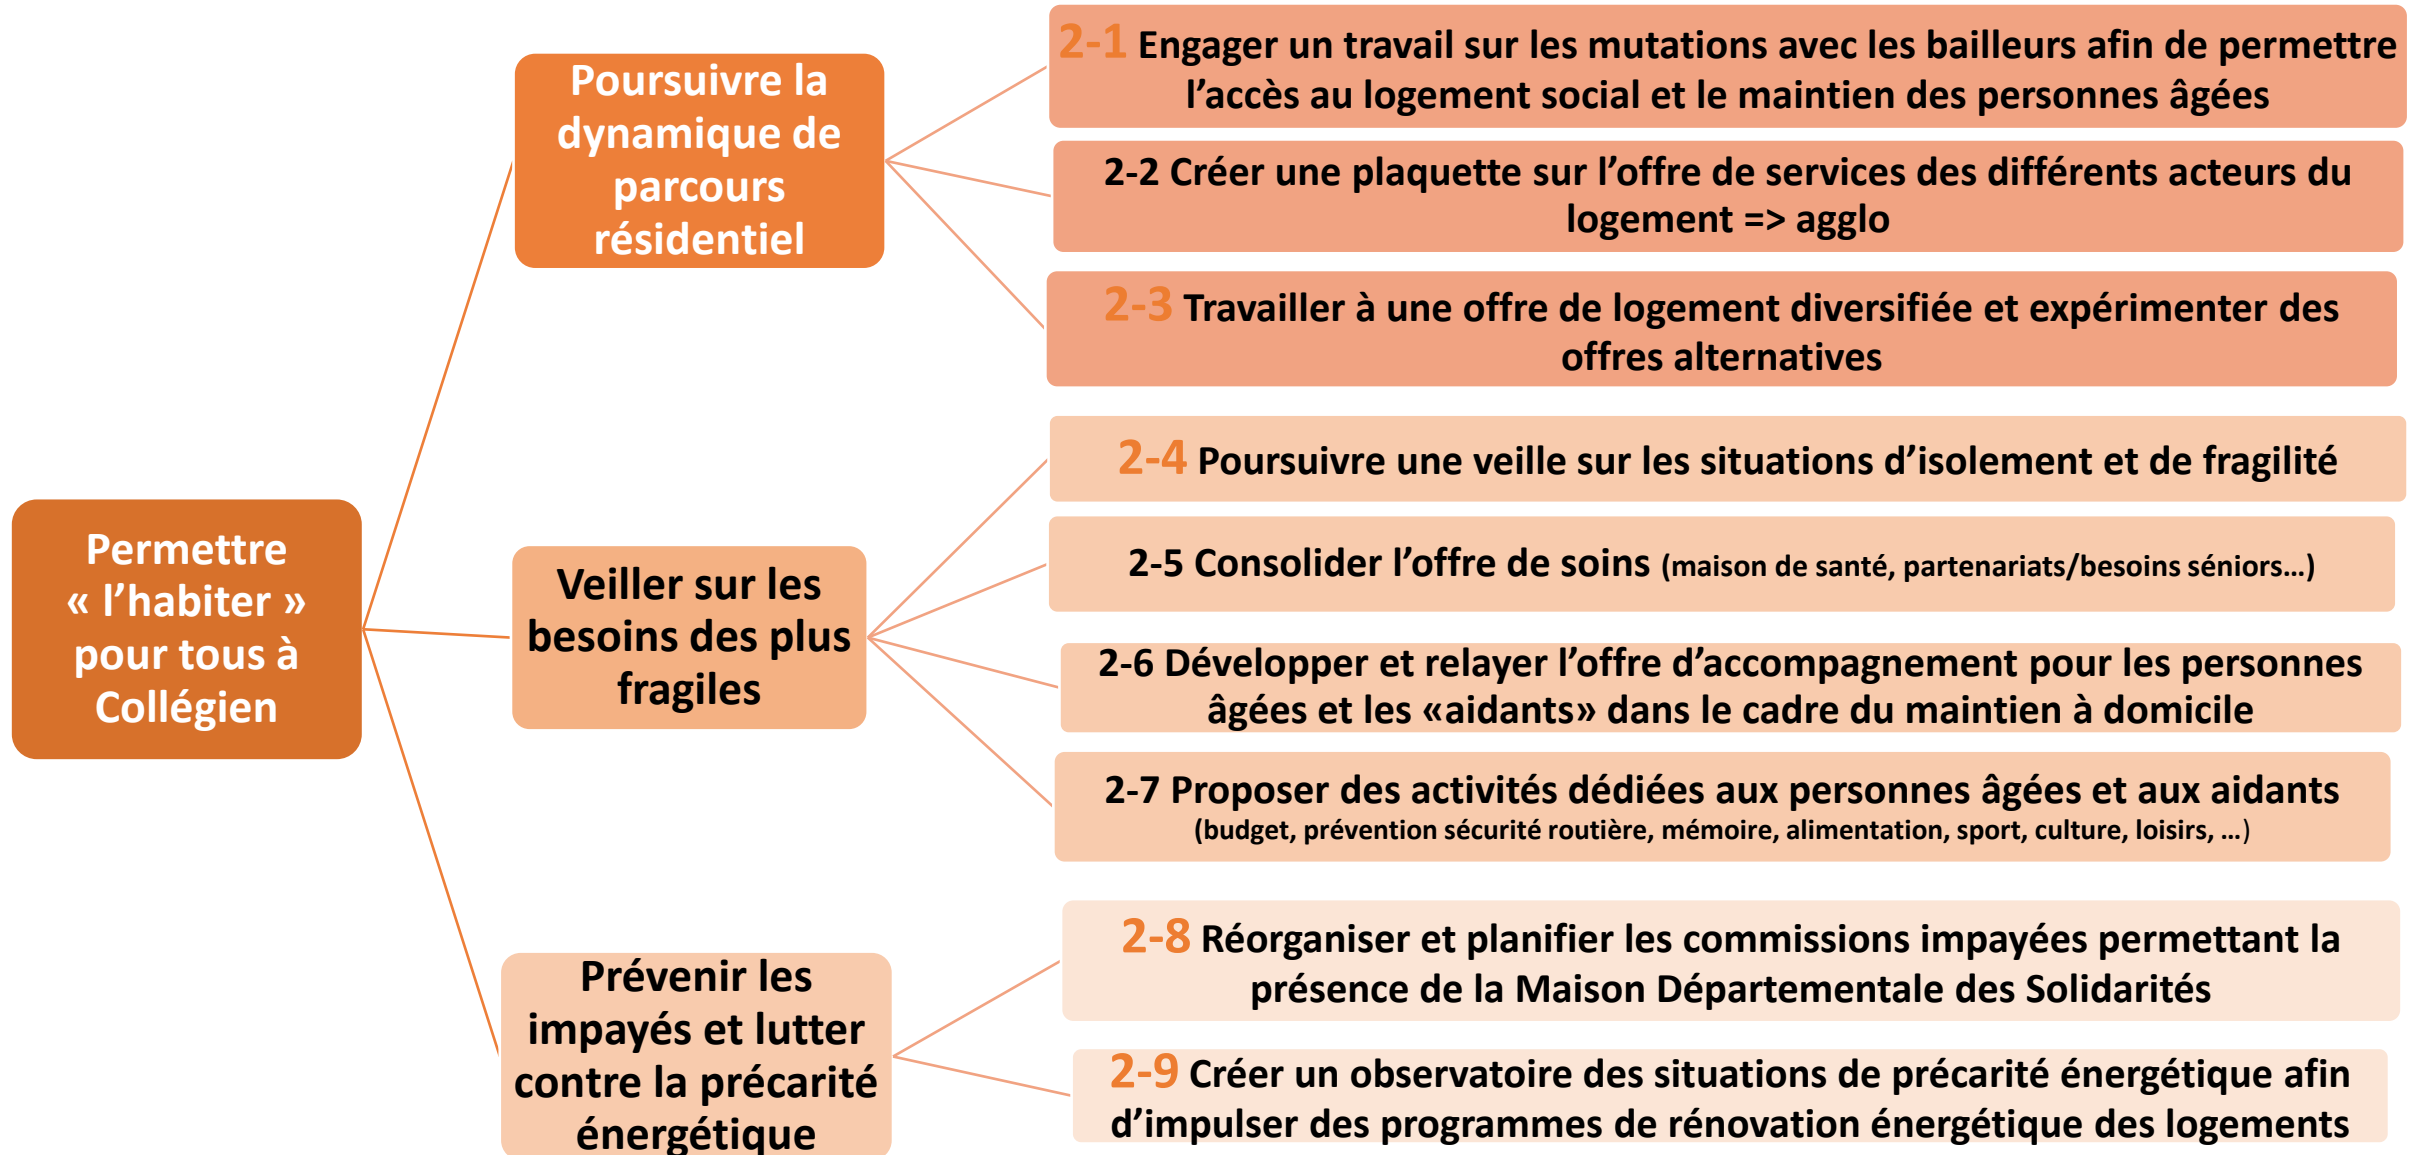 Permettre
« l’habiter »
pour tous à
Collégien
Poursuivre la
dynamique de
parcours
résidentiel
2-1 Engager un travail sur les mutations avec les bailleurs afin de permettre
l’accès au logement social et le maintien des personnes âgées
2-2 Créer une plaquette sur l’offre de services des différents acteurs du
logement => agglo
2-3 Travailler à une offre de logement diversifiée et expérimenter des
offres alternatives
Veiller sur les
besoins des plus
fragiles
2-4 Poursuivre une veille sur les situations d’isolement et de fragilité
2-5 Consolider l’offre de soins (maison de santé, partenariats/besoins séniors…)
2-6 Développer et relayer l’offre d’accompagnement pour les personnes
âgées et les «aidants» dans le cadre du maintien à domicile
2-7 Proposer des activités dédiées aux personnes âgées et aux aidants
(budget, prévention sécurité routière, mémoire, alimentation, sport, culture, loisirs, …)
Prévenir les
impayés et lutter
contre la précarité
énergétique
2-8 Réorganiser et planifier les commissions impayées permettant la
présence de la Maison Départementale des Solidarités
2-9 Créer un observatoire des situations de précarité énergétique afin
d’impulser des programmes de rénovation énergétique des logements